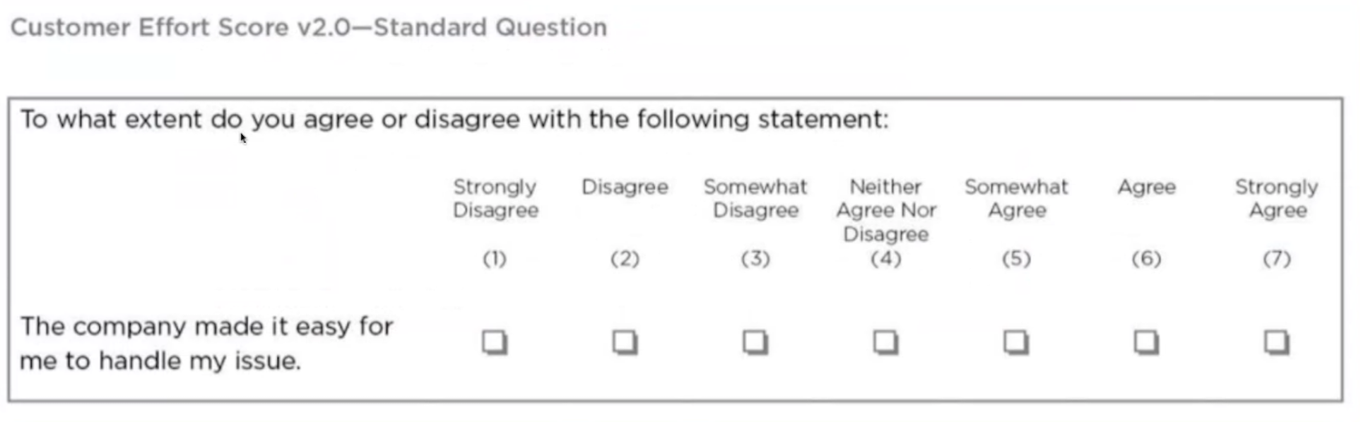 Customer Effort Score v2.0—Standard Question
To what extent do you agree or disagree with the following statement:
Strongly Disagree Somewhat Neither Somewhat Agree Strongly
Disagree Disagree Agree Nor Agree Agree
Disagree
(1) (2) (3) (4) (5) (6) (7)
The company made it easy for
me to handle my issue.